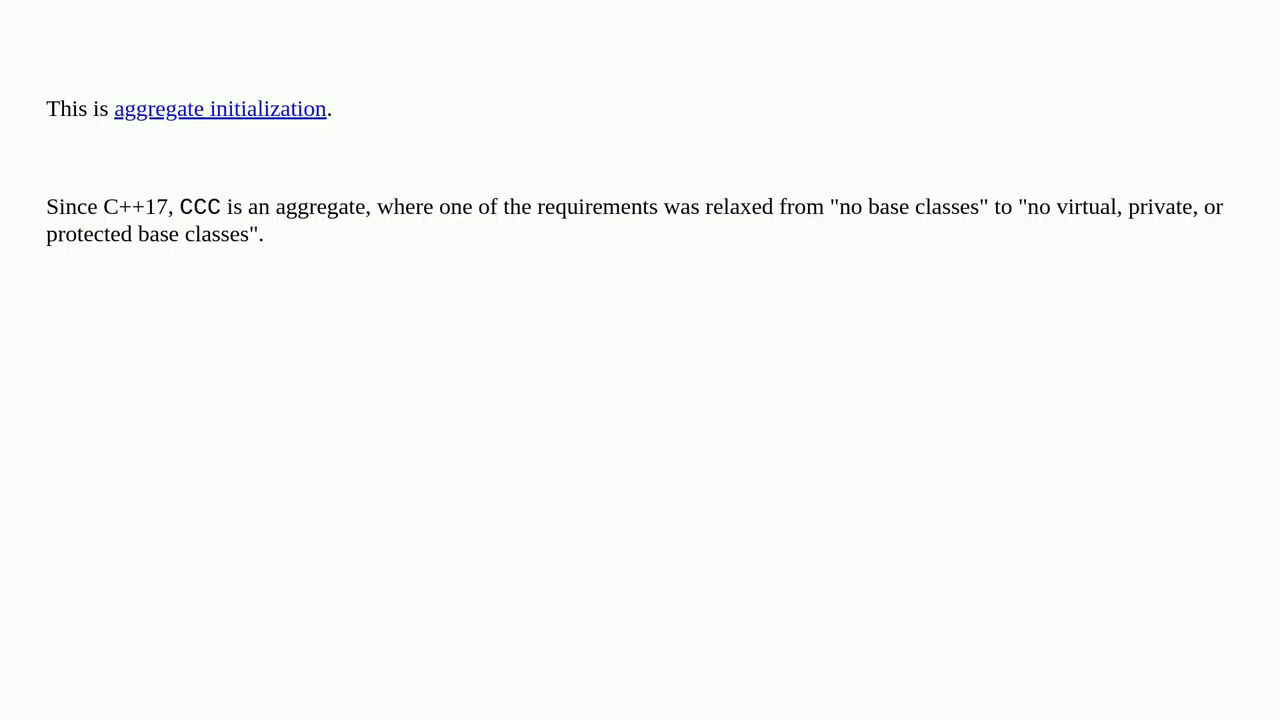 This is aggregate initialization.
Since C++17, CCC is an aggregate, where one of the requirements was relaxed from "no base classes" to "no virtual, private, or
protected base classes".